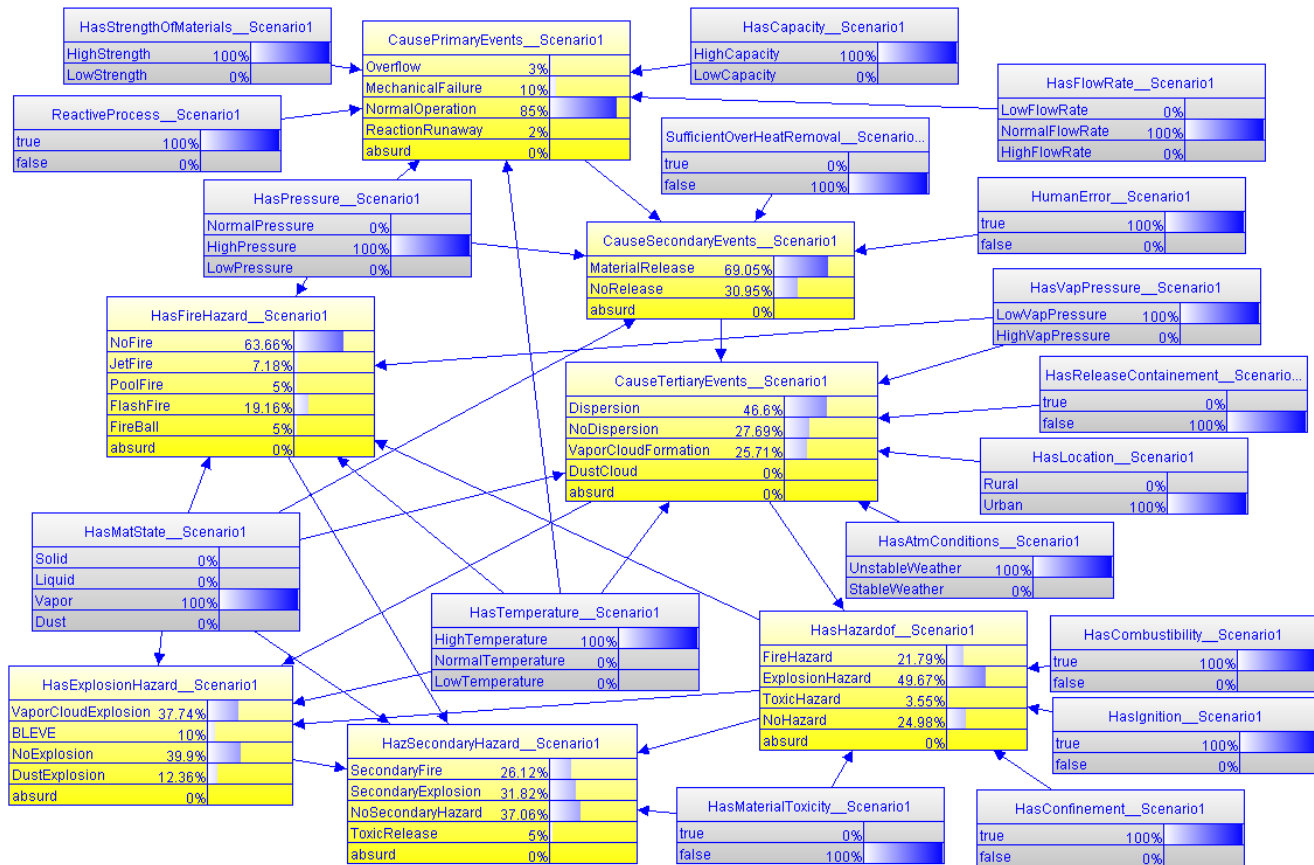 HasStrengthOfMaterials__Scenario1
HighStrength 100%
LowStrength 0%
CausePrimaryEvents__Scenario1
Overflow 3%
MechanicalFailure 10%
NormalOperation 85%
ReactionRunaway 2%
absurd 0%
HasCapacity__Scenario1
HighCapacity 100%
LowCapacity 0%
HasFlowRate__Scenario1
LowFlowRate 0%
NormalFlowRate 100%
HighFlowRate 0%
ReactiveProcess__Scenario1
true 100%
false 0%
SufficientOverHeatRemoval__Scenario...
true 0%
false 100%
HasPressure__Scenario1
NormalPressure 0%
HighPressure 100%
LowPressure 0%
HumanError__Scenario1
true 100%
false 0%
CauseSecondaryEvents__Scenario1
MaterialRelease 69.05%
NoRelease 30.95%
absurd 0%
HasVapPressure__Scenario1
LowVapPressure 100%
HighVapPressure 0%
HasFireHazard__Scenario1
NoFire 63.66%
JetFire 7.18%
PoolFire 5%
FlashFire 19.16%
FireBall 5%
absurd 0%
CauseTertiaryEvents__Scenario1
Dispersion 46.6%
NoDispersion 27.69%
VaporCloudFormation 25.71%
DustCloud 0%
absurd 0%
HasReleaseContainement__Scenario...
true 0%
false 100%
HasLocation__Scenario1
Rural 0%
Urban 100%
HasMatState__Scenario1
Solid 0%
Liquid 0%
Vapor 100%
Dust 0%
HasAtmConditions__Scenario1
UnstableWeather 100%
StableWeather 0%
HasTemperature__Scenario1
HighTemperature 100%
NormalTemperature 0%
LowTemperature 0%
HasHazardof__Scenario1
FireHazard 21.79%
ExplosionHazard 49.67%
ToxicHazard 3.55%
NoHazard 24.98%
absurd 0%
HasCombustibility__Scenario1
true 100%
false 0%
HasExplosionHazard__Scenario1
VaporCloudExplosion 37.74%
BLEVE 10%
NoExplosion 39.9%
DustExplosion 12.36%
absurd 0%
HasIgnition__Scenario1
true 100%
false 0%
HazSecondaryHazard__Scenario1
SecondaryFire 26.12%
SecondaryExplosion 31.82%
NoSecondaryHazard 37.06%
ToxicRelease 5%
absurd 0%
HasMaterialToxicity__Scenario1
true 0%
false 100%
HasConfinement__Scenario1
true 100%
false 0%